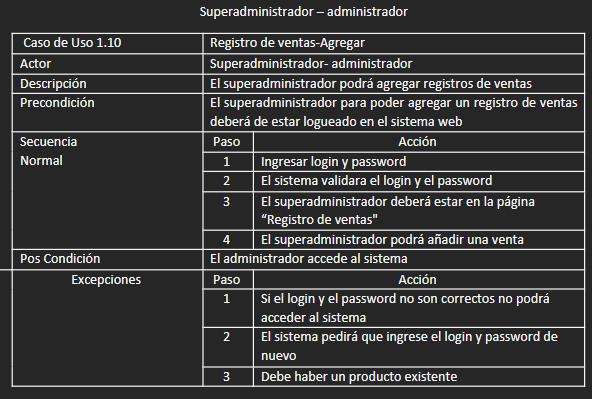 Superadministrador – administrador
Caso de Uso 1.10 Registro de ventas-Agregar
Actor Superadministrador- administrador
Descripción El superadministrador podrá agregar registros de ventas
Precondición El superadministrador para poder agregar un registro de ventas
deberá de estar logueado en el sistema web
Secuencia Paso Acción
Normal 1 Ingresar login y password
2 El sistema validara el login y el password
3 El superadministrador deberá estar en la página
“Registro de ventas"
4 El superadministrador podrá añadir una venta
Pos Condición El administrador accede al sistema
Excepciones Paso Acción
1 Si el login y el password no son correctos no podrá
acceder al sistema
2 El sistema pedirá que ingrese el login y password de
nuevo
3 Debe haber un producto existente